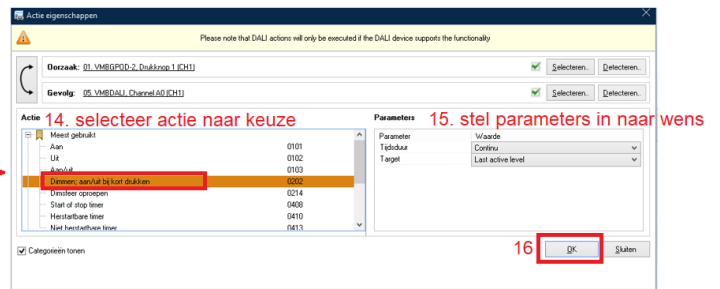 Actie eigenschappen
Please note that DALI actions will only be executed if the DALI device supports the functionality
Oorzaak: 01. VMBGPOD-2, Drukknop 1 (CH1)
Selecteren..
Detecteren..
Gevolg: 05. VMBDALI, Channel A0 (CH1)
Selecteren..
Detecteren..
Actie 14. selecteer actie naar keuze
Meest gebruikt
Aan 0101
Uit 0102
Aan/uit 0103
Dimmen; aan/uit bij kort drukken 0202
Dimsfeer oproepen 0214
Start of stop timer 0408
Herstartbare timer 0410
Niet herstartbare timer 0413
Parameters 15. stel parameters in naar wens
Parameter Waarde
Tijdsduur Continu
Target Last active level
Categorieën tonen
16 OK Sluiten